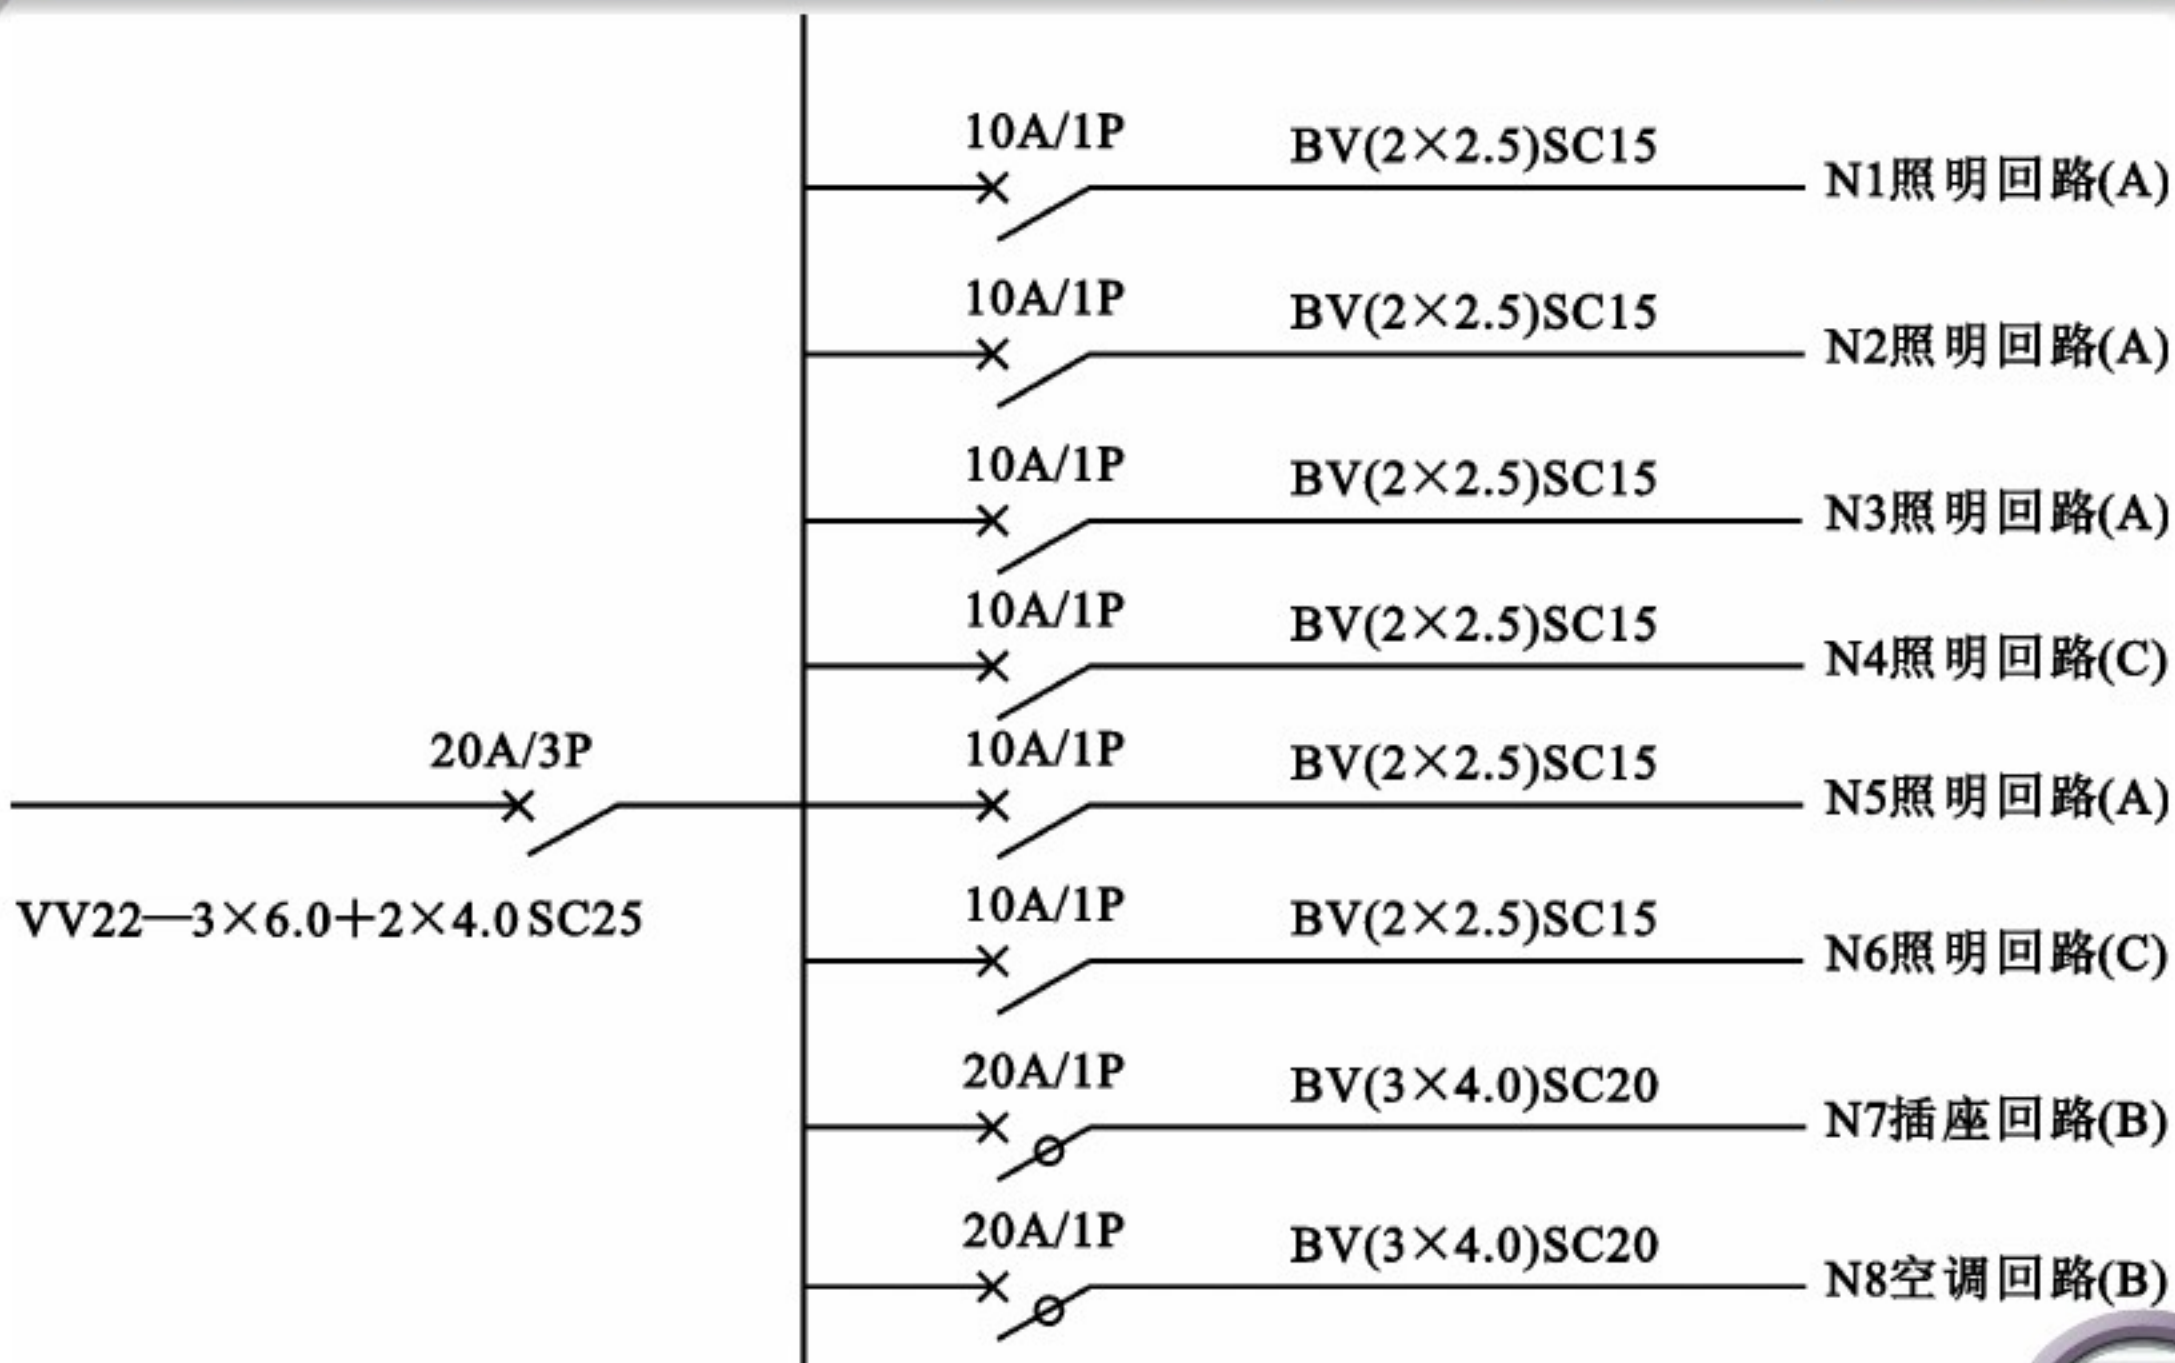 10A/1P
BV(2×2.5)SC15
N1照明回路(A)
10A/1P
BV(2×2.5)SC15
N2照明回路(A)
10A/1P
BV(2×2.5)SC15
N3照明回路(A)
10A/1P
BV(2×2.5)SC15
N4照明回路(C)
20A/3P
10A/1P
BV(2×2.5)SC15
N5照明回路(A)
VV22—3×6.0+2×4.0SC25
10A/1P
BV(2×2.5)SC15
N6照明回路(C)
20A/1P
BV(3×4.0)SC20
N7插座回路(B)
20A/1P
BV(3×4.0)SC20
N8空调回路(B)